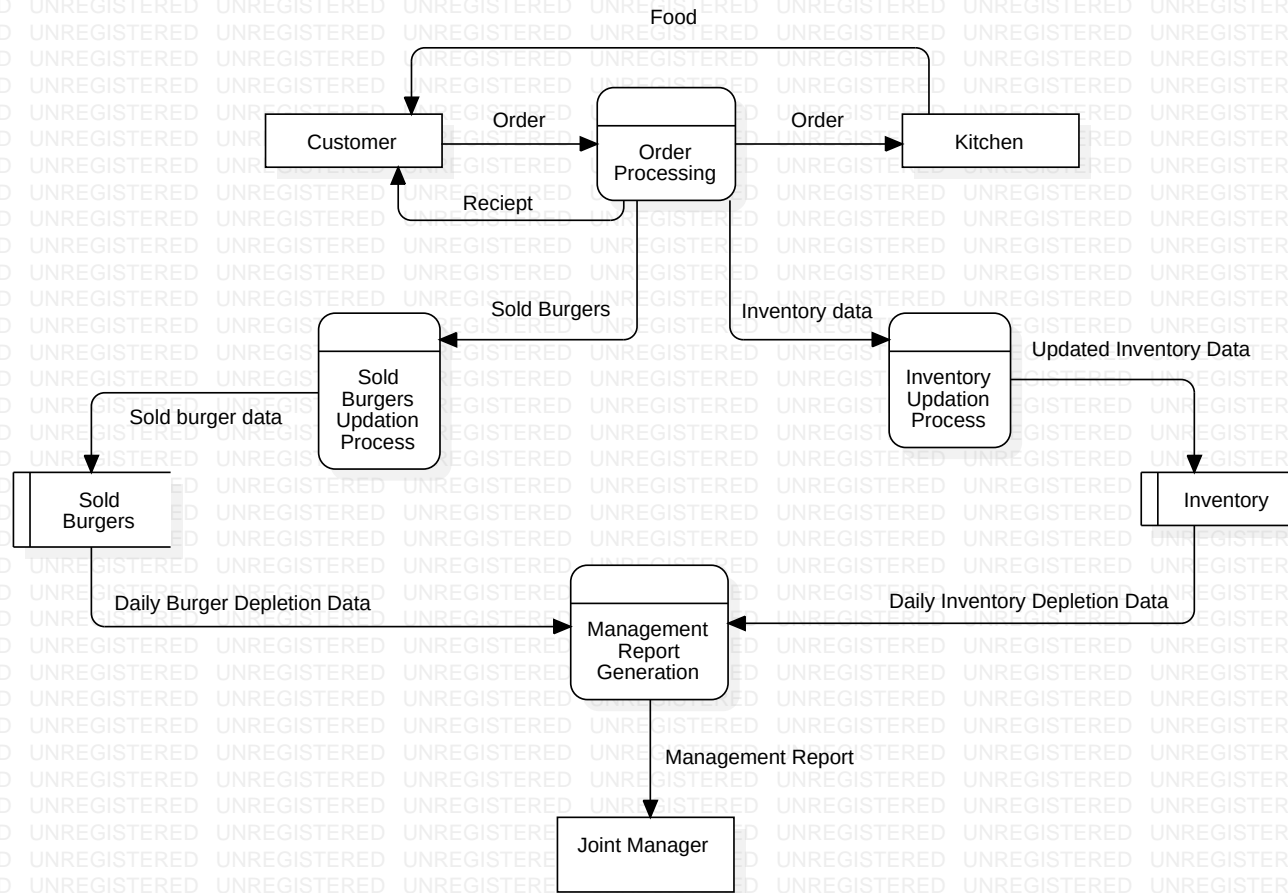 Food
Customer
Order
Order
Processing
Order
Kitchen
Reciept
Sold Burgers
Inventory data
Sold
Burgers
Updation
Process
Inventory
Updation
Process
Updated Inventory Data
Sold burger data
Sold
Burgers
Inventory
Daily Burger Depletion Data
Management
Report
Generation
Daily Inventory Depletion Data
Management Report
Joint Manager
UNREGISTERED